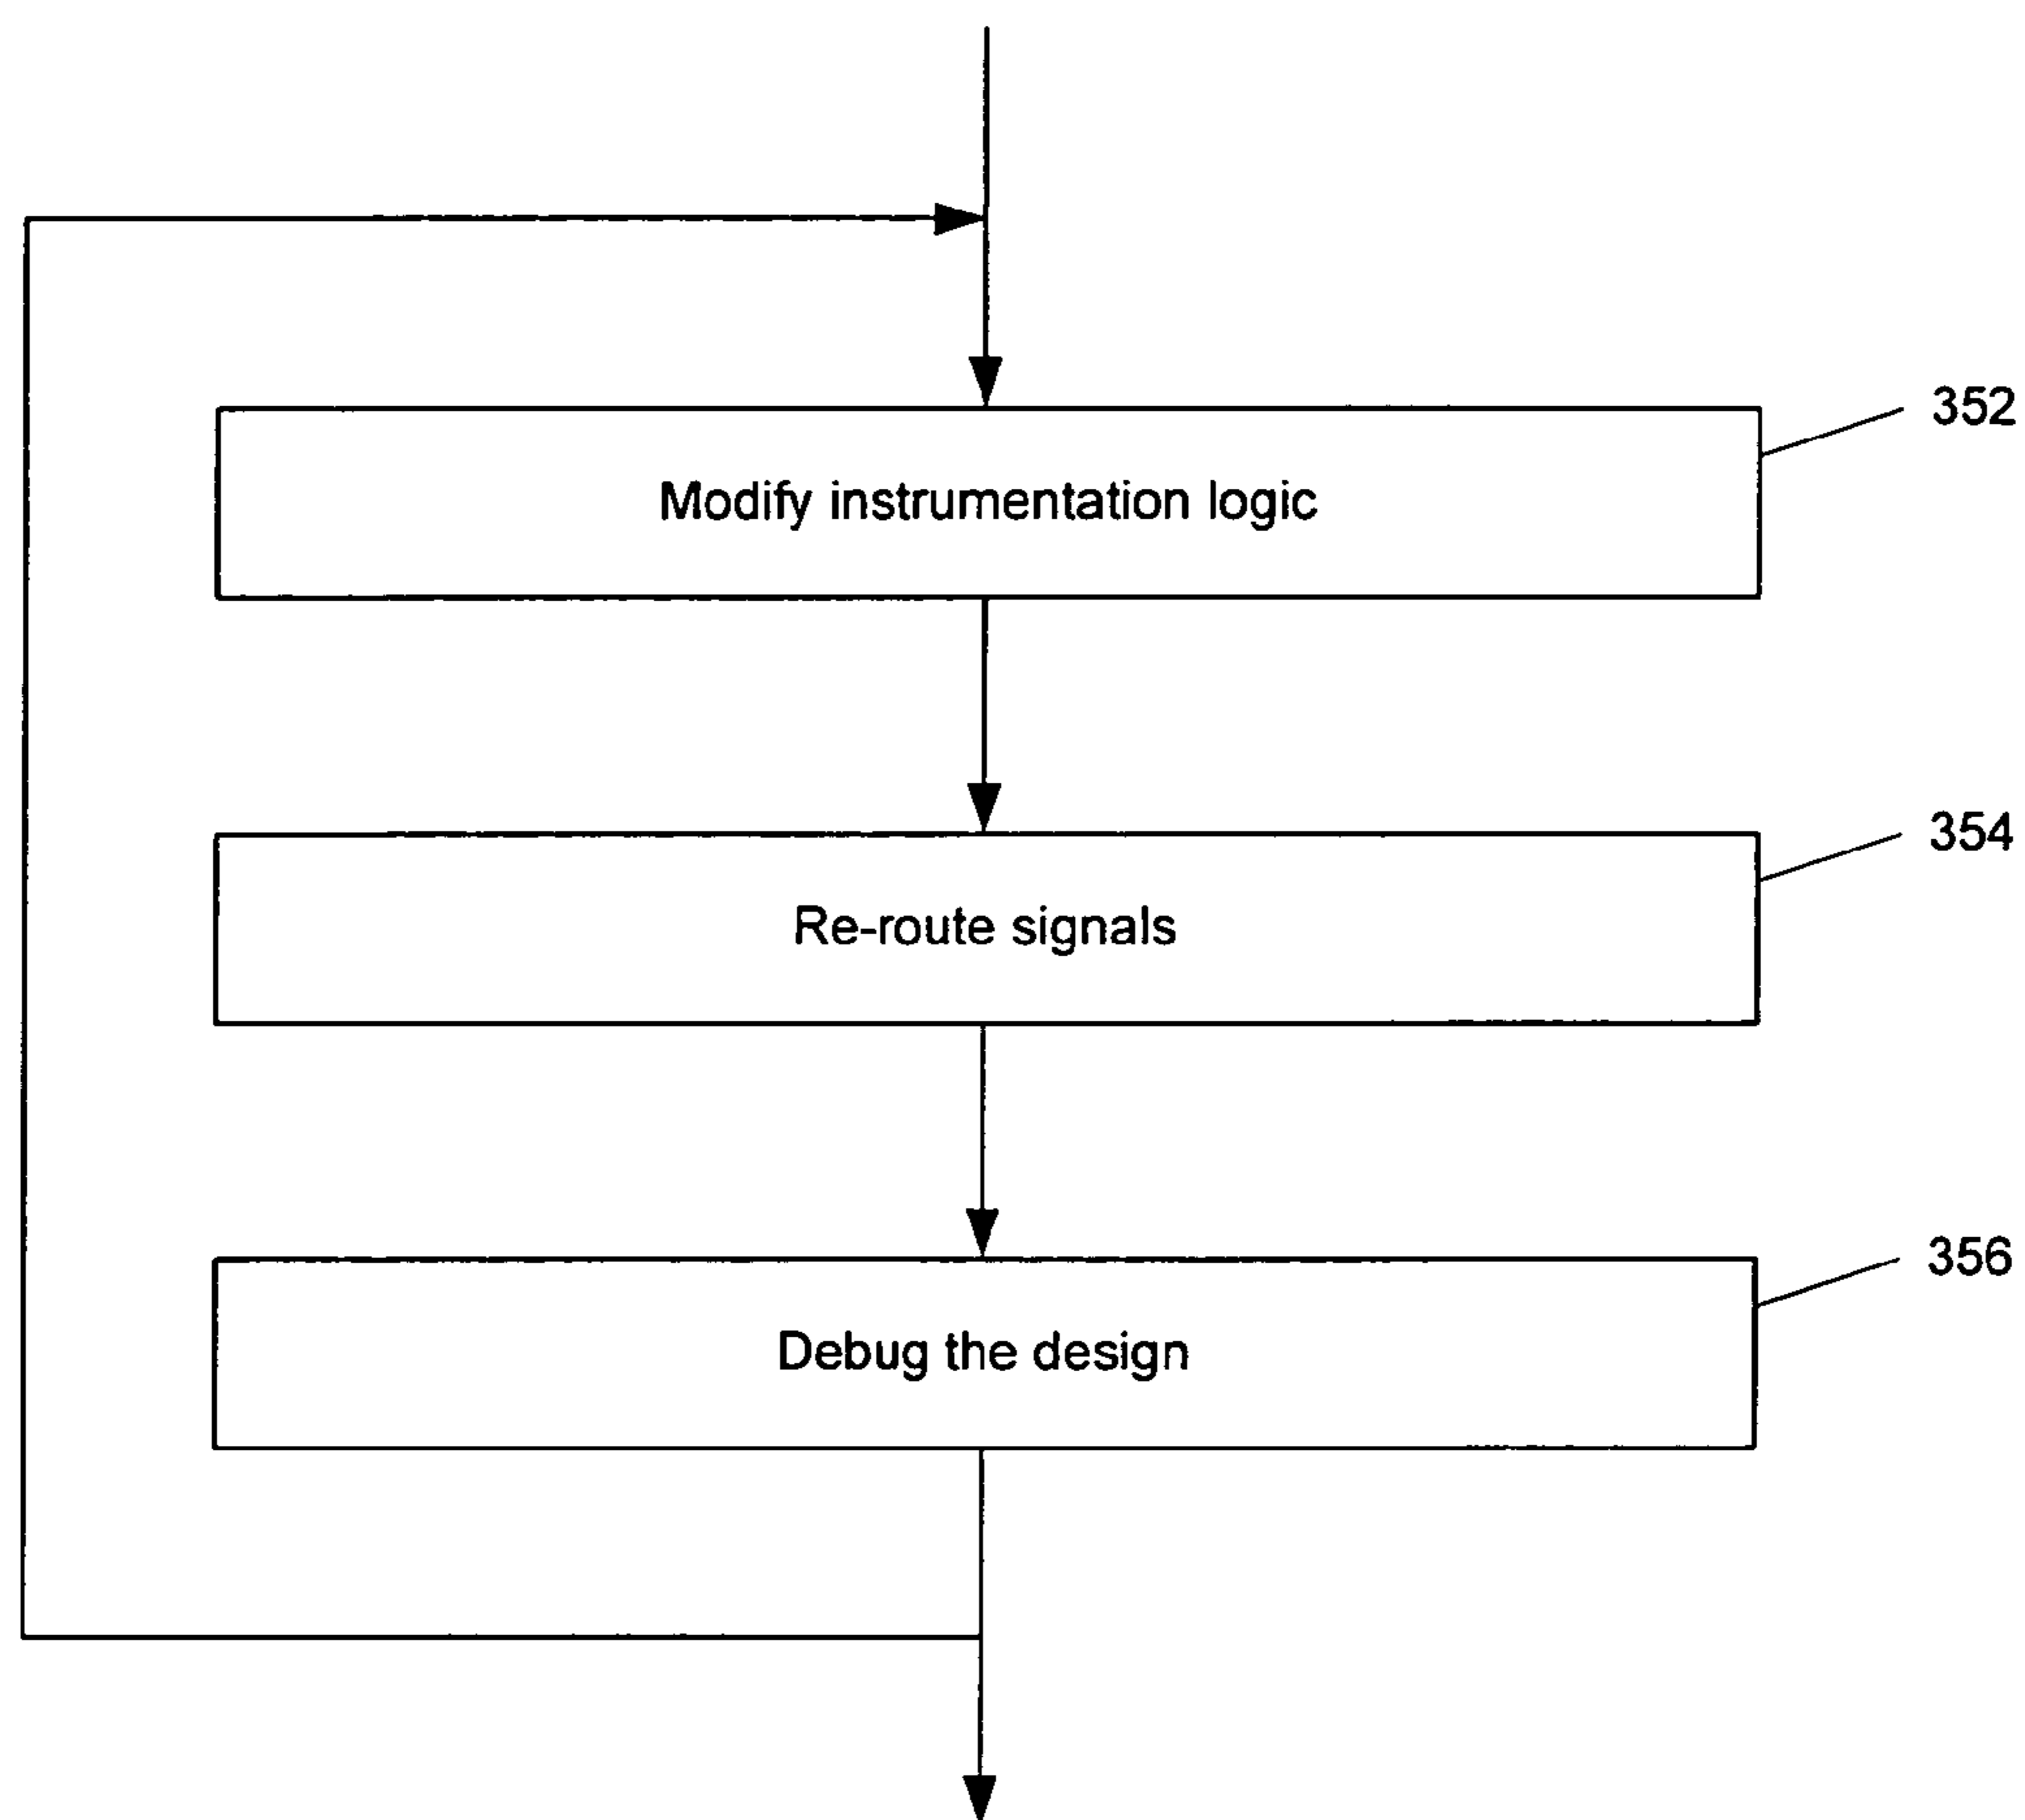 352
Modify instrumentation logic
354
Re-route signals
356
Debug the design